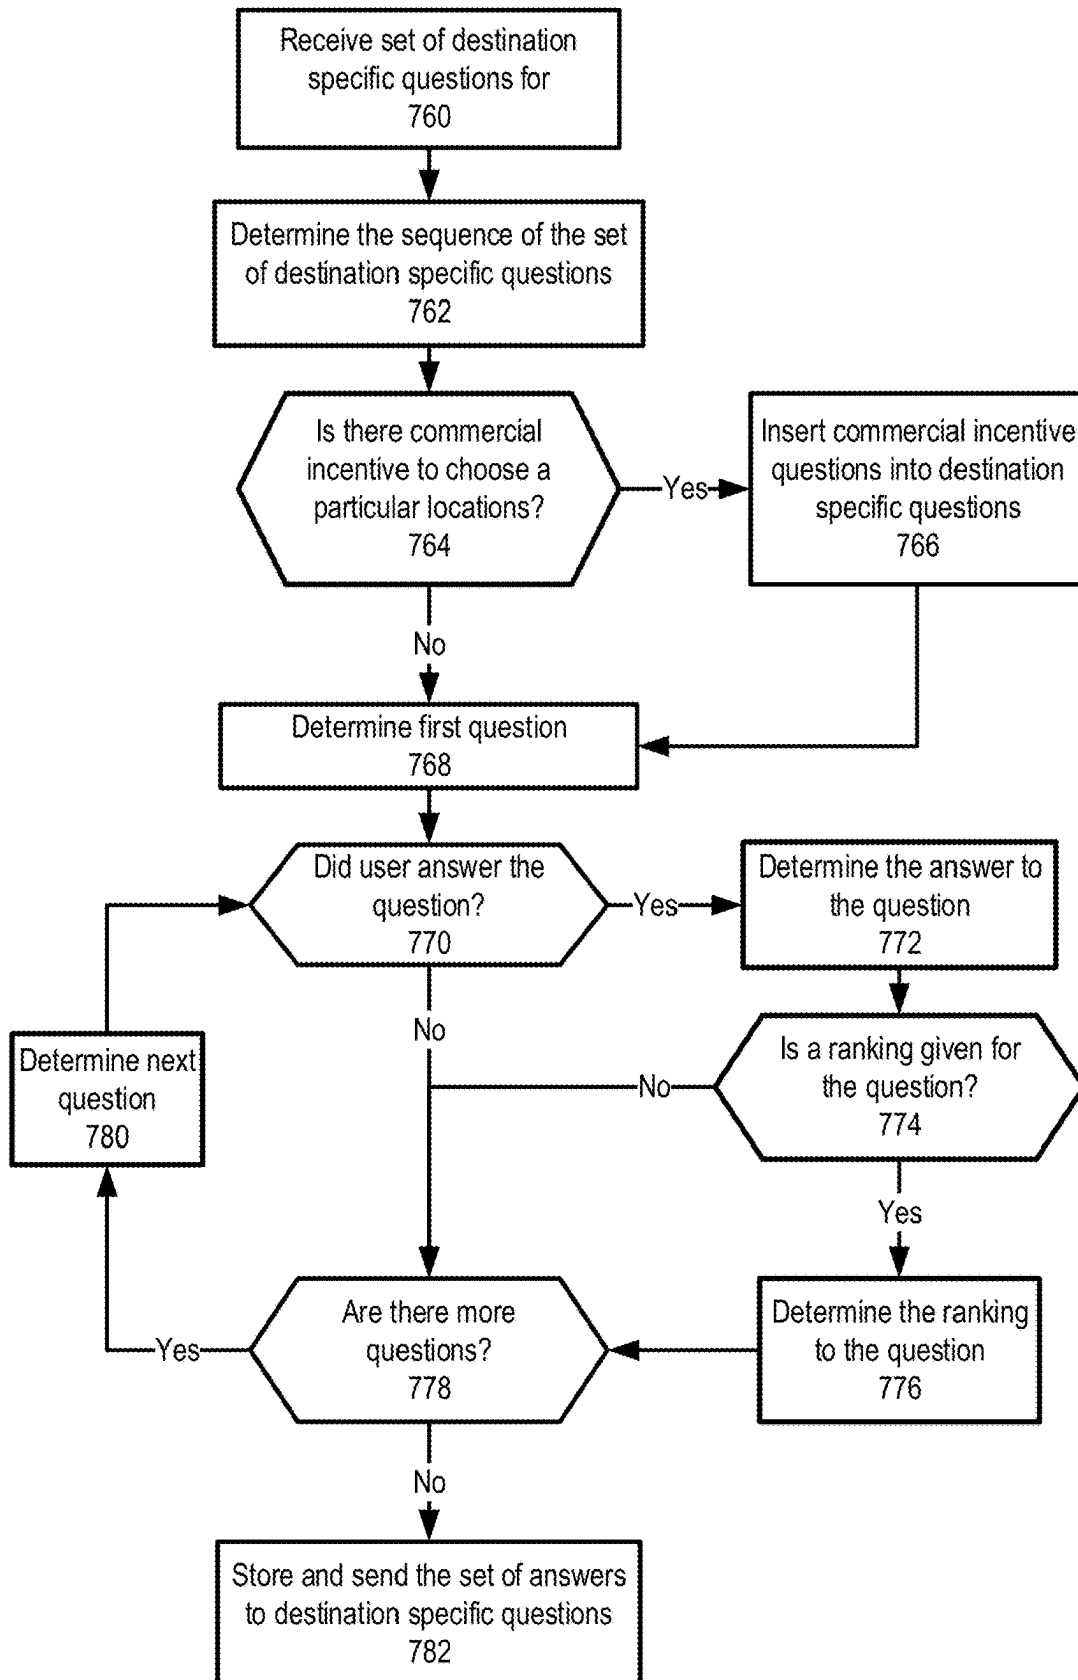 Receive set of destination
specific questions for
760
Determine the sequence of the set
of destination specific questions
762
Is there commercial
incentive to choose a
particular locations?
764
Yes
Insert commercial incentive
questions into destination
specific questions
766
No
Determine first question
768
Did user answer the
question?
770
Yes
Determine the answer to
the question
772
No
Is a ranking given for
the question?
774
No
Determine next
question
780
Yes
Are there more
questions?
778
Yes
Determine the ranking
to the question
776
No
Store and send the set of answers
to destination specific questions
782